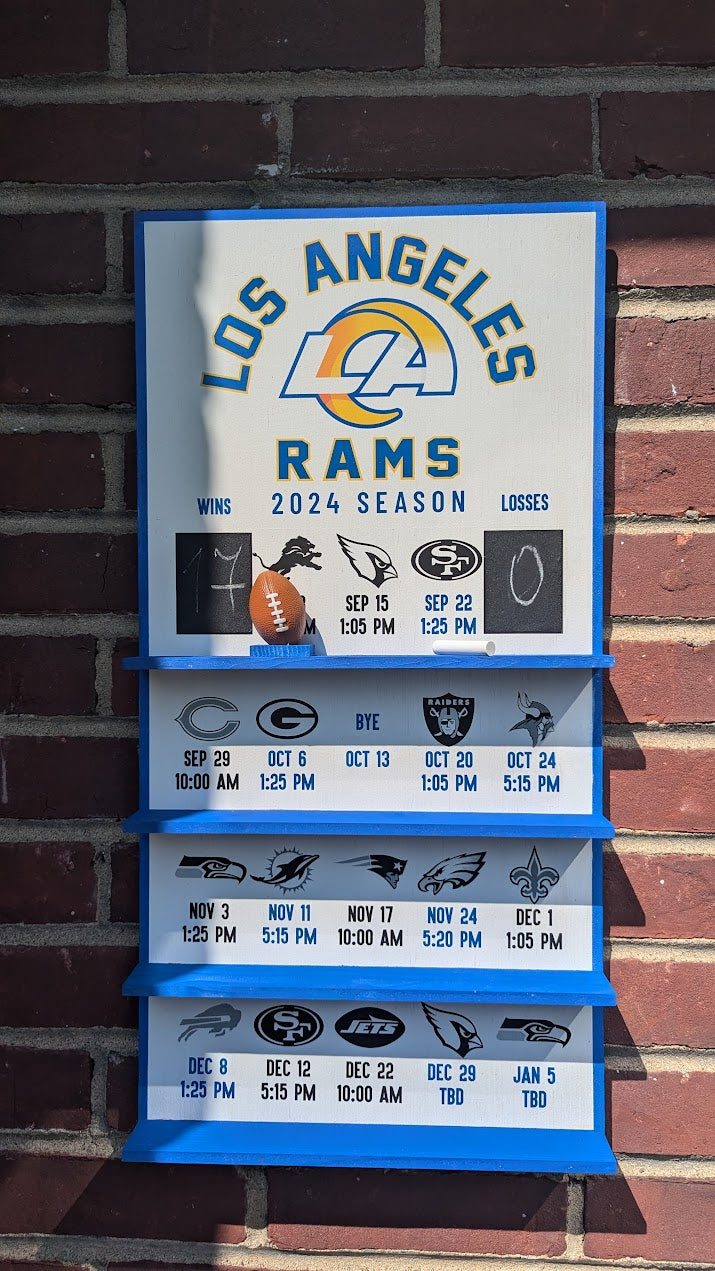 LOS ANGELES
LA
RAMS
WINS 2024 SEASON LOSSES
17 SF 0
SEP 15 SEP 22
M 1:05 PM 1:25 PM
G BYE RAIDERS
SEP 29 OCT 6 OCT 13 OCT 20 OCT 24
10:00 AM 1:25 PM 1:05 PM 5:15 PM
NOV 3 NOV 11 NOV 17 NOV 24 DEC 1
1:25 PM 5:15 PM 10:00 AM 5:20 PM 1:05 PM
SF JETS
DEC 8 DEC 12 DEC 22 DEC 29 JAN 5
1:25 PM 5:15 PM 10:00 AM TBD TBD